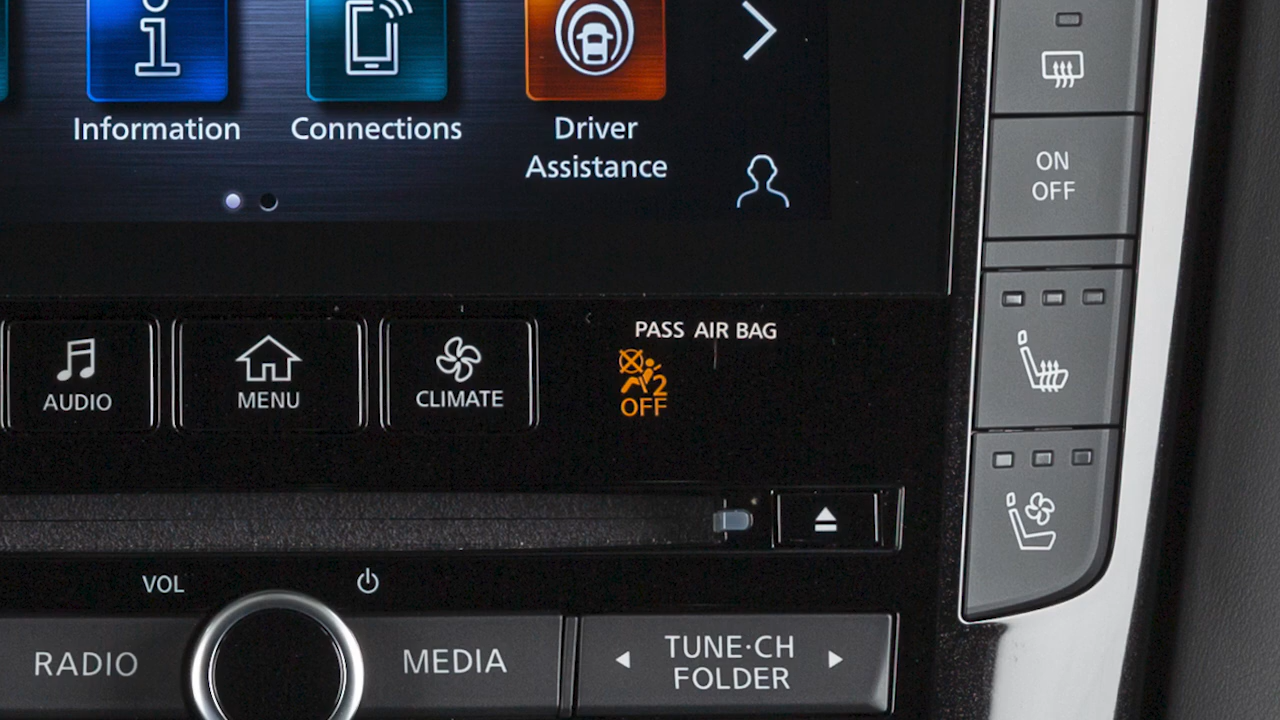 Information
Connections
Driver
Assistance
ON
OFF
PASS AIR BAG
2
OFF
AUDIO
MENU
CLIMATE
VOL
RADIO
MEDIA
TUNE·CH
FOLDER